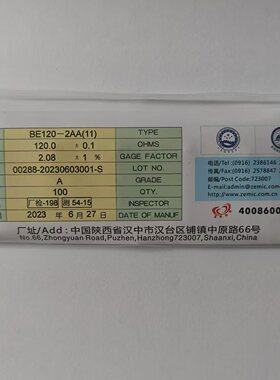 BE120-2AA(11) TYPE
120.0 ± 0.1 OHMS
2.08 ± 1 % GAGE FACTOR
00288-20230603001-S LOT NO.
A GRADE
100 QTY.
厂检-198 测 54-15 INSPECTOR
2023 年 6 月 27 日 DATE OF MANUF
电话/Tel: (0916) 2386146
传真/Fax: (0916) 2578847
邮编/Post Code: 723007
E-mail:admin@zemic.com
www.zemic.com
4008600
厂址/Add : 中国陕西省汉中市汉台区铺镇中原路66号
No.66,Zhongyuan Road,Puzhen,Hanzhong723007,Shaanxi,China